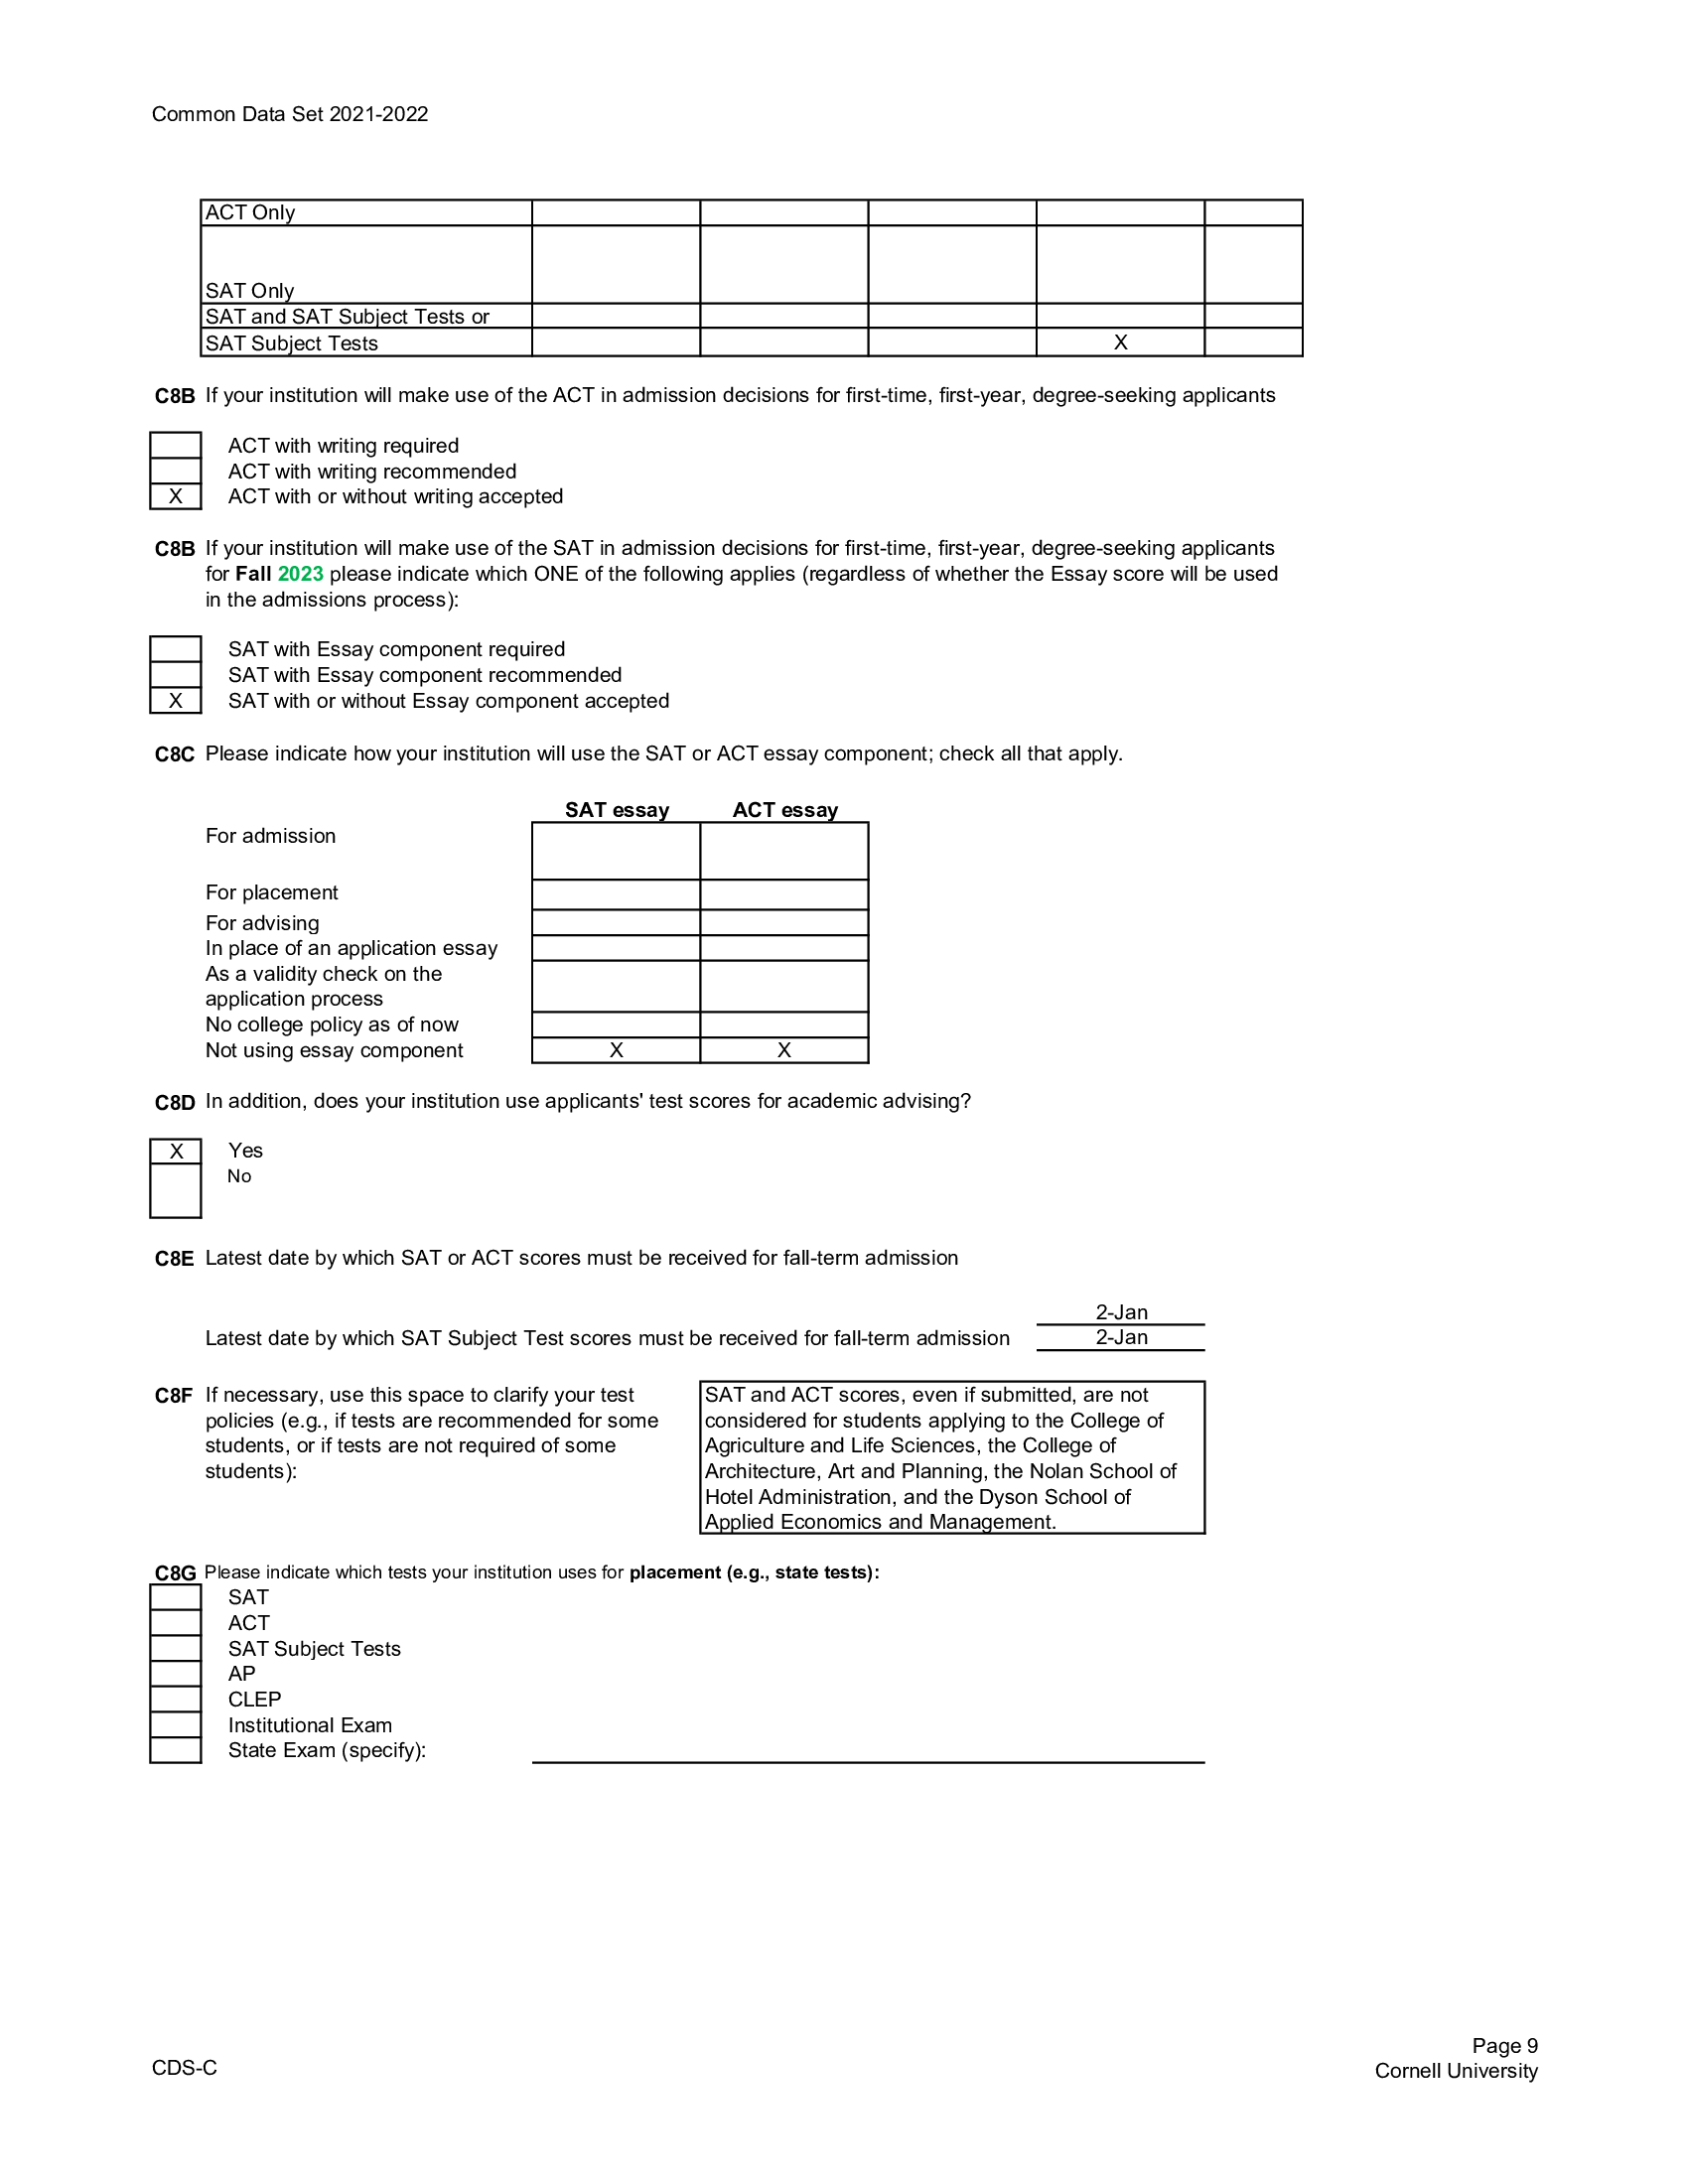 Common Data Set 2021-2022
ACT Only
SAT Only
SAT and SAT Subject Tests or
SAT Subject Tests X
C8B If your institution will make use of the ACT in admission decisions for first-time, first-year, degree-seeking applicants
ACT with writing required
ACT with writing recommended
X ACT with or without writing accepted
C8B If your institution will make use of the SAT in admission decisions for first-time, first-year, degree-seeking applicants
for Fall 2023 please indicate which ONE of the following applies (regardless of whether the Essay score will be used
in the admissions process):
SAT with Essay component required
SAT with Essay component recommended
X SAT with or without Essay component accepted
C8C Please indicate how your institution will use the SAT or ACT essay component; check all that apply.
SAT essay ACT essay
For admission
For placement
For advising
In place of an application essay
As a validity check on the
application process
No college policy as of now
Not using essay component X X
C8D In addition, does your institution use applicants' test scores for academic advising?
X Yes
No
C8E Latest date by which SAT or ACT scores must be received for fall-term admission
2-Jan
Latest date by which SAT Subject Test scores must be received for fall-term admission 2-Jan
C8F If necessary, use this space to clarify your test
policies (e.g., if tests are recommended for some
students, or if tests are not required of some
students):
SAT and ACT scores, even if submitted, are not
considered for students applying to the College of
Agriculture and Life Sciences, the College of
Architecture, Art and Planning, the Nolan School of
Hotel Administration, and the Dyson School of
Applied Economics and Management.
C8G Please indicate which tests your institution uses for placement (e.g., state tests):
SAT
ACT
SAT Subject Tests
AP
CLEP
Institutional Exam
State Exam (specify):
CDS-C
Page 9
Cornell University